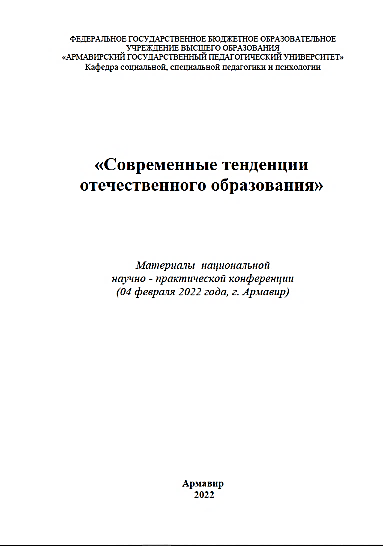 ФЕДЕРАЛЬНОЕ ГОСУДАРСТВЕННОЕ БЮДЖЕТНОЕ ОБРАЗОВАТЕЛЬНОЕ
УЧРЕЖДЕНИЕ ВЫСШЕГО ОБРАЗОВАНИЯ
«АРМАВИРСКИЙ ГОСУДАРСТВЕННЫЙ ПЕДАГОГИЧЕСКИЙ УНИВЕРСИТЕТ»
Кафедра социальной, специальной педагогики и психологии
«Современные тенденции
отечественного образования»
Материалы национальной
научно - практической конференции
(04 февраля 2022 года, г. Армавир)
Армавир
2022